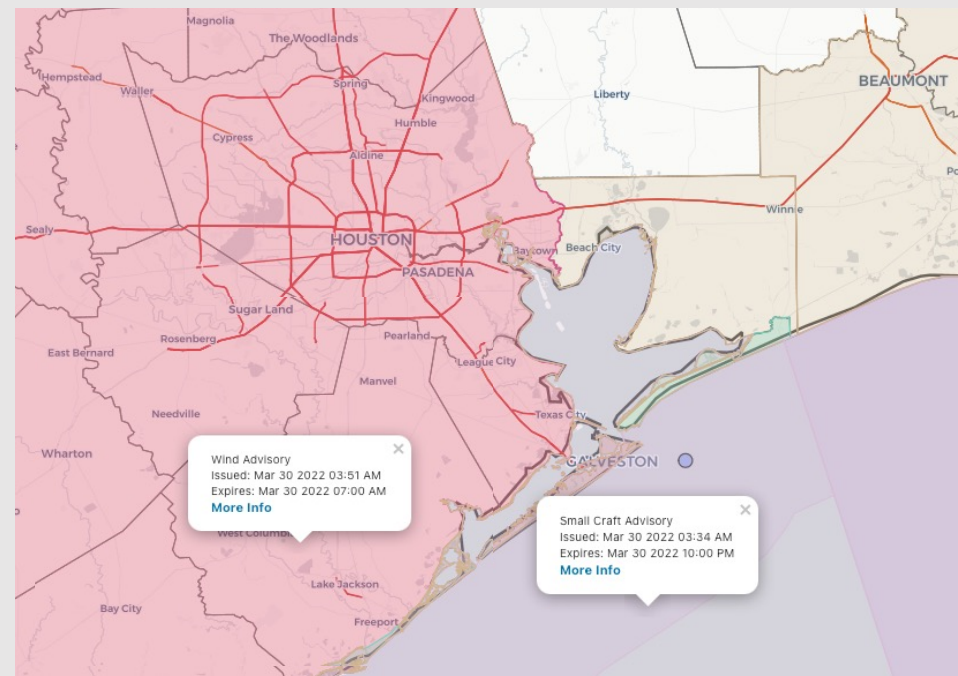 Magnolia
The Woodlands
Hempstead
Waller
Spring
Kingwood
Liberty
BEAUMONT
Humble
Cypress
Aldine
Winnie
Sealy
HOUSTON
Baytown
Beach City
PASADENA
Sugar Land
Rosenberg
Pearland
East Bernard
League City
Manvel
Needville
Texas City
Wharton
GALVESTON
Wind Advisory
Issued: Mar 30 2022 03:51 AM
Expires: Mar 30 2022 07:00 AM
More Info
Small Craft Advisory
Issued: Mar 30 2022 03:34 AM
Expires: Mar 30 2022 10:00 PM
More Info
Lake Jackson
Bay City
Freeport